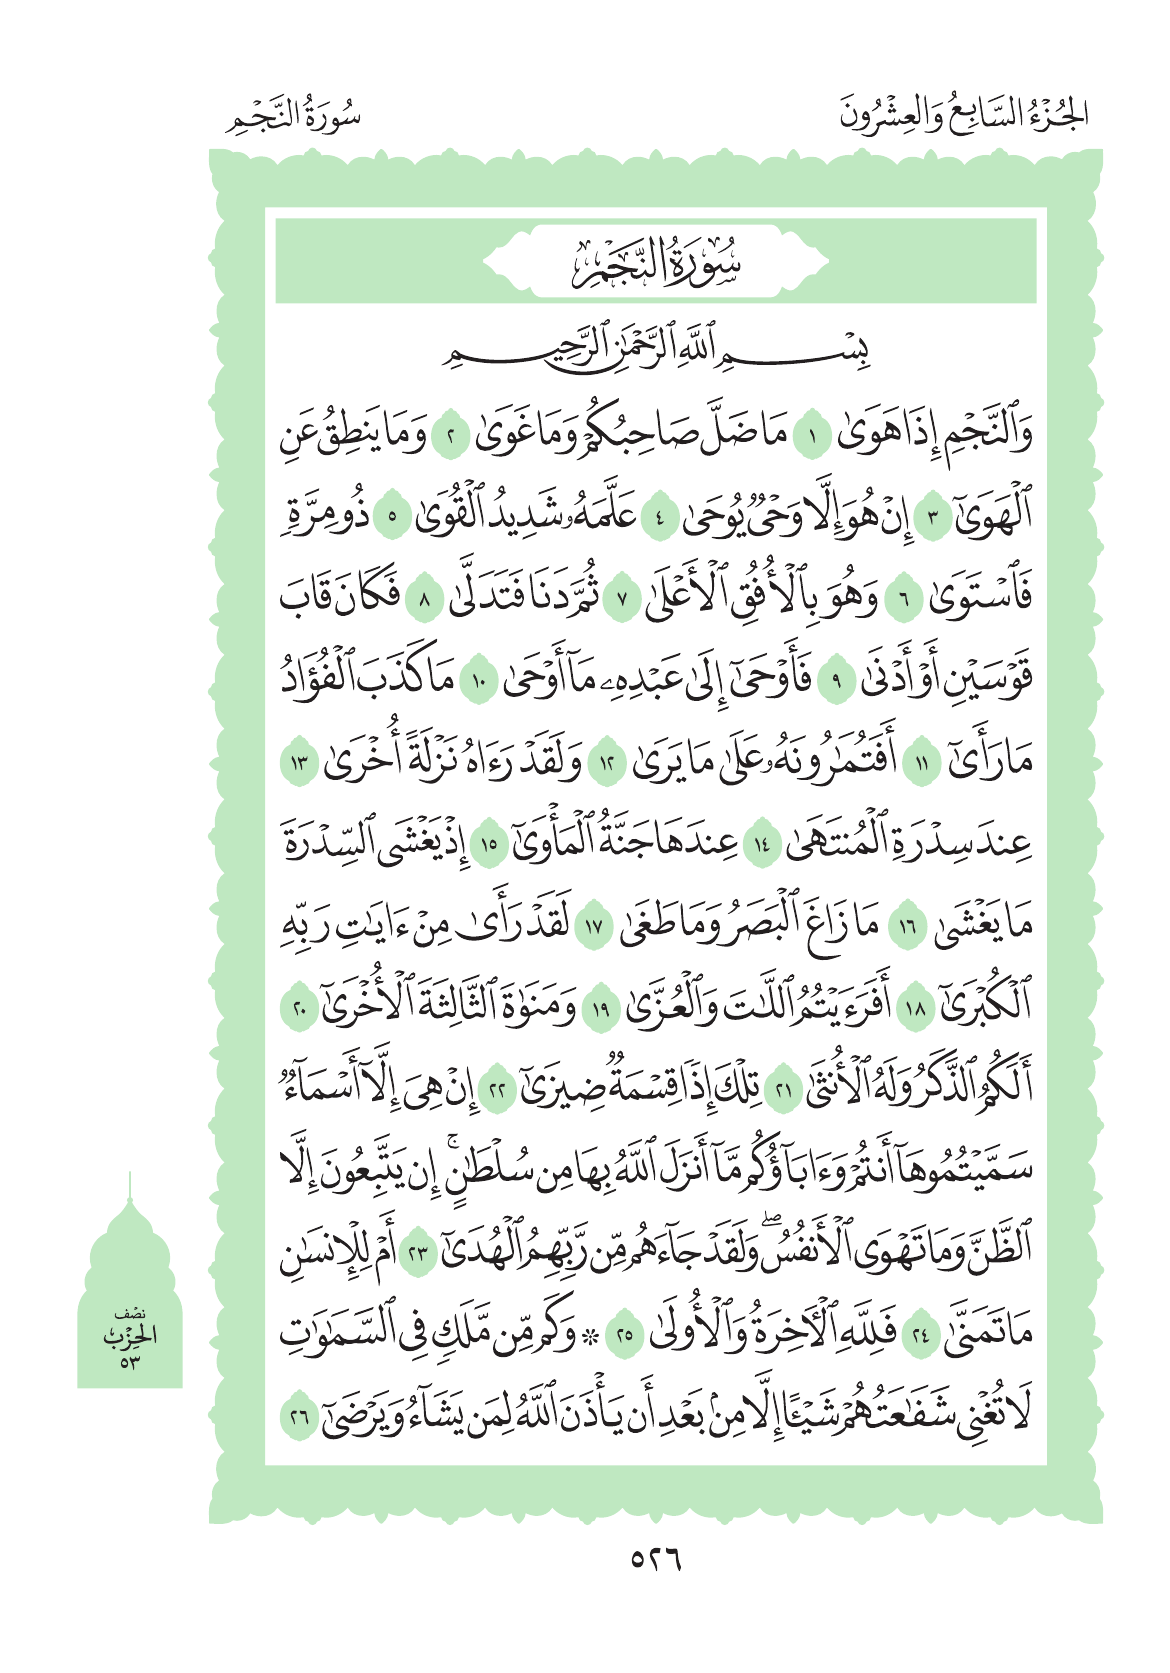 الجُزْءُ السَّابِعُ وَالعِشْرُونَ
سُورَةُ النَّجْمِ
سُورَةُ النَّجْمِ
بِسْمِ ٱللَّهِ ٱلرَّحْمَٰنِ ٱلرَّحِيمِ
وَٱلنَّجْمِ إِذَا هَوَىٰ ١ مَا ضَلَّ صَاحِبُكُمْ وَمَا غَوَىٰ ٢ وَمَا يَنطِقُ عَنِ
ٱلْهَوَىٰٓ ٣ إِنْ هُوَ إِلَّا وَحْىٌ يُوحَىٰ ٤ عَلَّمَهُۥ شَدِيدُ ٱلْقُوَىٰ ٥ ذُو مِرَّةٍ
فَٱسْتَوَىٰ ٦ وَهُوَ بِٱلْأُفُقِ ٱلْأَعْلَىٰ ٧ ثُمَّ دَنَا فَتَدَلَّىٰ ٨ فَكَانَ قَابَ
قَوْسَيْنِ أَوْ أَدْنَىٰ ٩ فَأَوْحَىٰٓ إِلَىٰ عَبْدِهِۦ مَآ أَوْحَىٰ ١٠ مَا كَذَبَ ٱلْفُؤَادُ
مَا رَأَىٰٓ ١١ أَفَتُمَٰرُونَهُۥ عَلَىٰ مَا يَرَىٰ ١٢ وَلَقَدْ رَءَاهُ نَزْلَةً أُخْرَىٰ ١٣
عِندَ سِدْرَةِ ٱلْمُنتَهَىٰ ١٤ عِندَهَا جَنَّةُ ٱلْمَأْوَىٰٓ ١٥ إِذْ يَغْشَى ٱلسِّدْرَةَ
مَا يَغْشَىٰ ١٦ مَا زَاغَ ٱلْبَصَرُ وَمَا طَغَىٰ ١٧ لَقَدْ رَأَىٰ مِنْ ءَايَٰتِ رَبِّهِ
ٱلْكُبْرَىٰٓ ١٨ أَفَرَءَيْتُمُ ٱللَّٰتَ وَٱلْعُزَّىٰ ١٩ وَمَنَوٰةَ ٱلثَّالِثَةَ ٱلْأُخْرَىٰٓ ٢٠
أَلَكُمُ ٱلذَّكَرُ وَلَهُ ٱلْأُنثَىٰ ٢١ تِلْكَ إِذًا قِسْمَةٌ ضِيزَىٰٓ ٢٢ إِنْ هِىَ إِلَّآ أَسْمَآءٌ
سَمَّيْتُمُوهَآ أَنتُمْ وَءَابَآؤُكُم مَّآ أَنزَلَ ٱللَّهُ بِهَا مِن سُلْطَٰنٍ ۚ إِن يَتَّبِعُونَ إِلَّا
ٱلظَّنَّ وَمَا تَهْوَى ٱلْأَنفُسُ ۖ وَلَقَدْ جَآءَهُم مِّن رَّبِّهِمُ ٱلْهُدَىٰٓ ٢٣ أَمْ لِلْإِنسَٰنِ
مَا تَمَنَّىٰ ٢٤ فَلِلَّهِ ٱلْءَاخِرَةُ وَٱلْأُولَىٰ ٢٥ ۞ وَكَم مِّن مَّلَكٍ فِى ٱلسَّمَٰوَٰتِ
لَا تُغْنِى شَفَٰعَتُهُمْ شَيْـًٔا إِلَّا مِنۢ بَعْدِ أَن يَأْذَنَ ٱللَّهُ لِمَن يَشَآءُ وَيَرْضَىٰٓ ٢٦
نصْف
الحِزْب
٥٣
٥٢٦